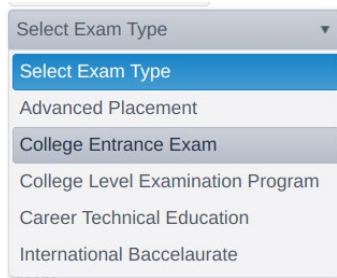 Select Exam Type
Select Exam Type
Advanced Placement
College Entrance Exam
College Level Examination Program
Career Technical Education
International Baccelaurate